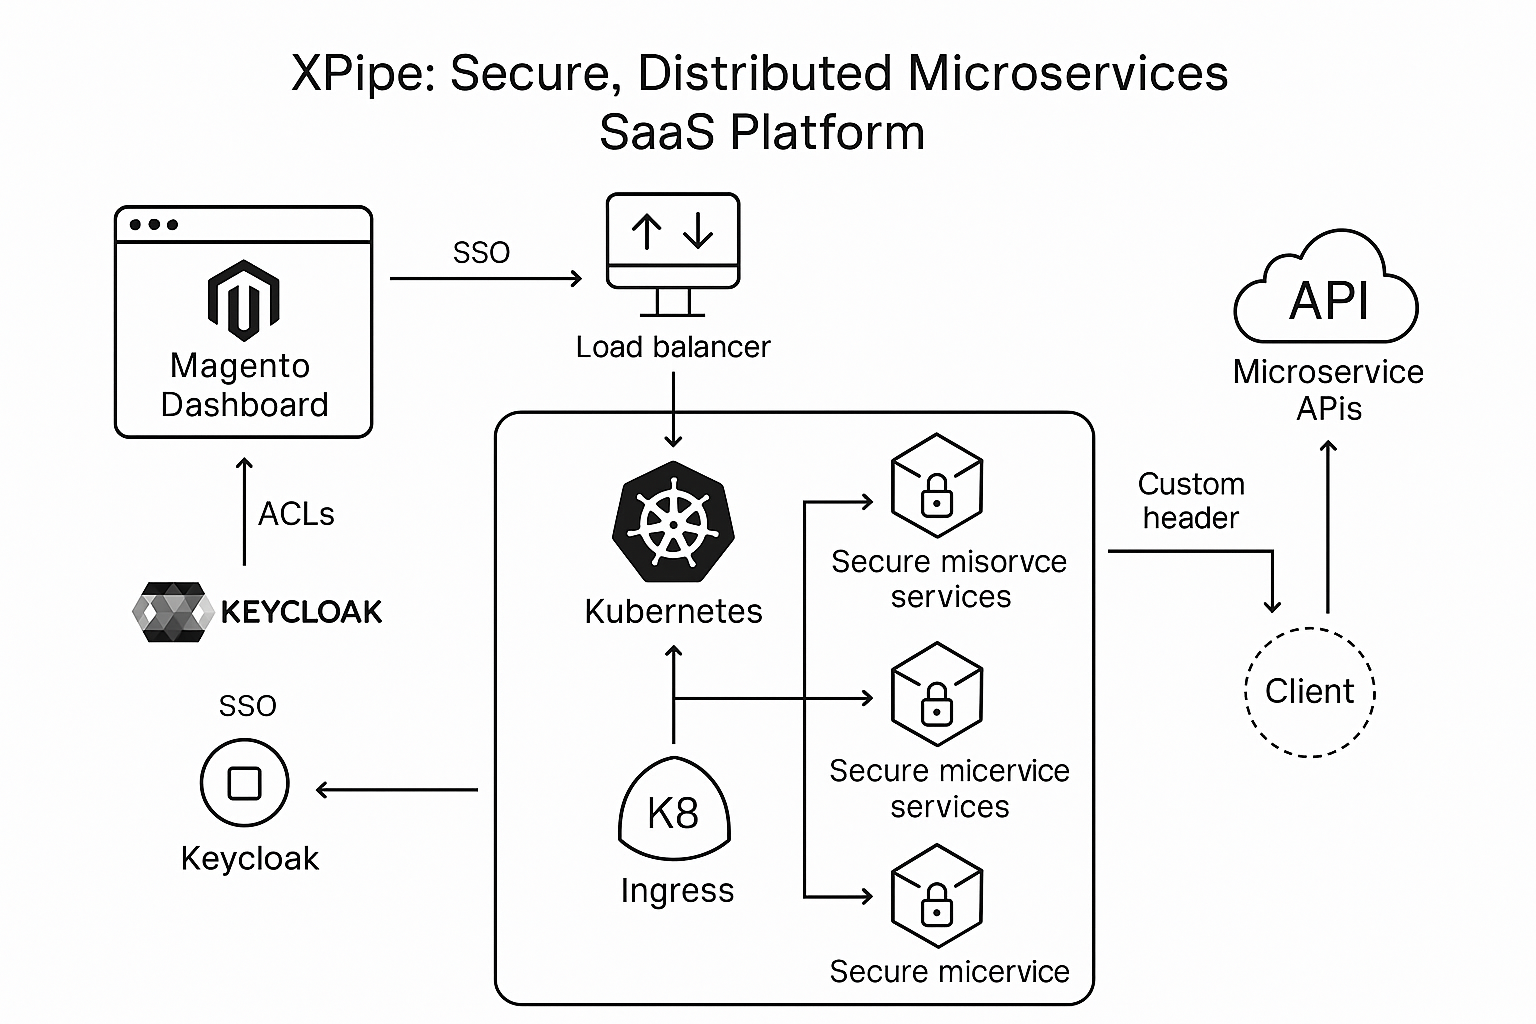 XPipe: Secure, Distributed Microservices
SaaS Platform
Magento
Dashboard
SSO
Load balancer
API
Microservice
APis
ACLs
KEYCLOAK
Kubernetes
Secure misorvce
services
Custom
header
Client
SSO
Keycloak
K8
Ingress
Secure micervice
services
Secure micervice